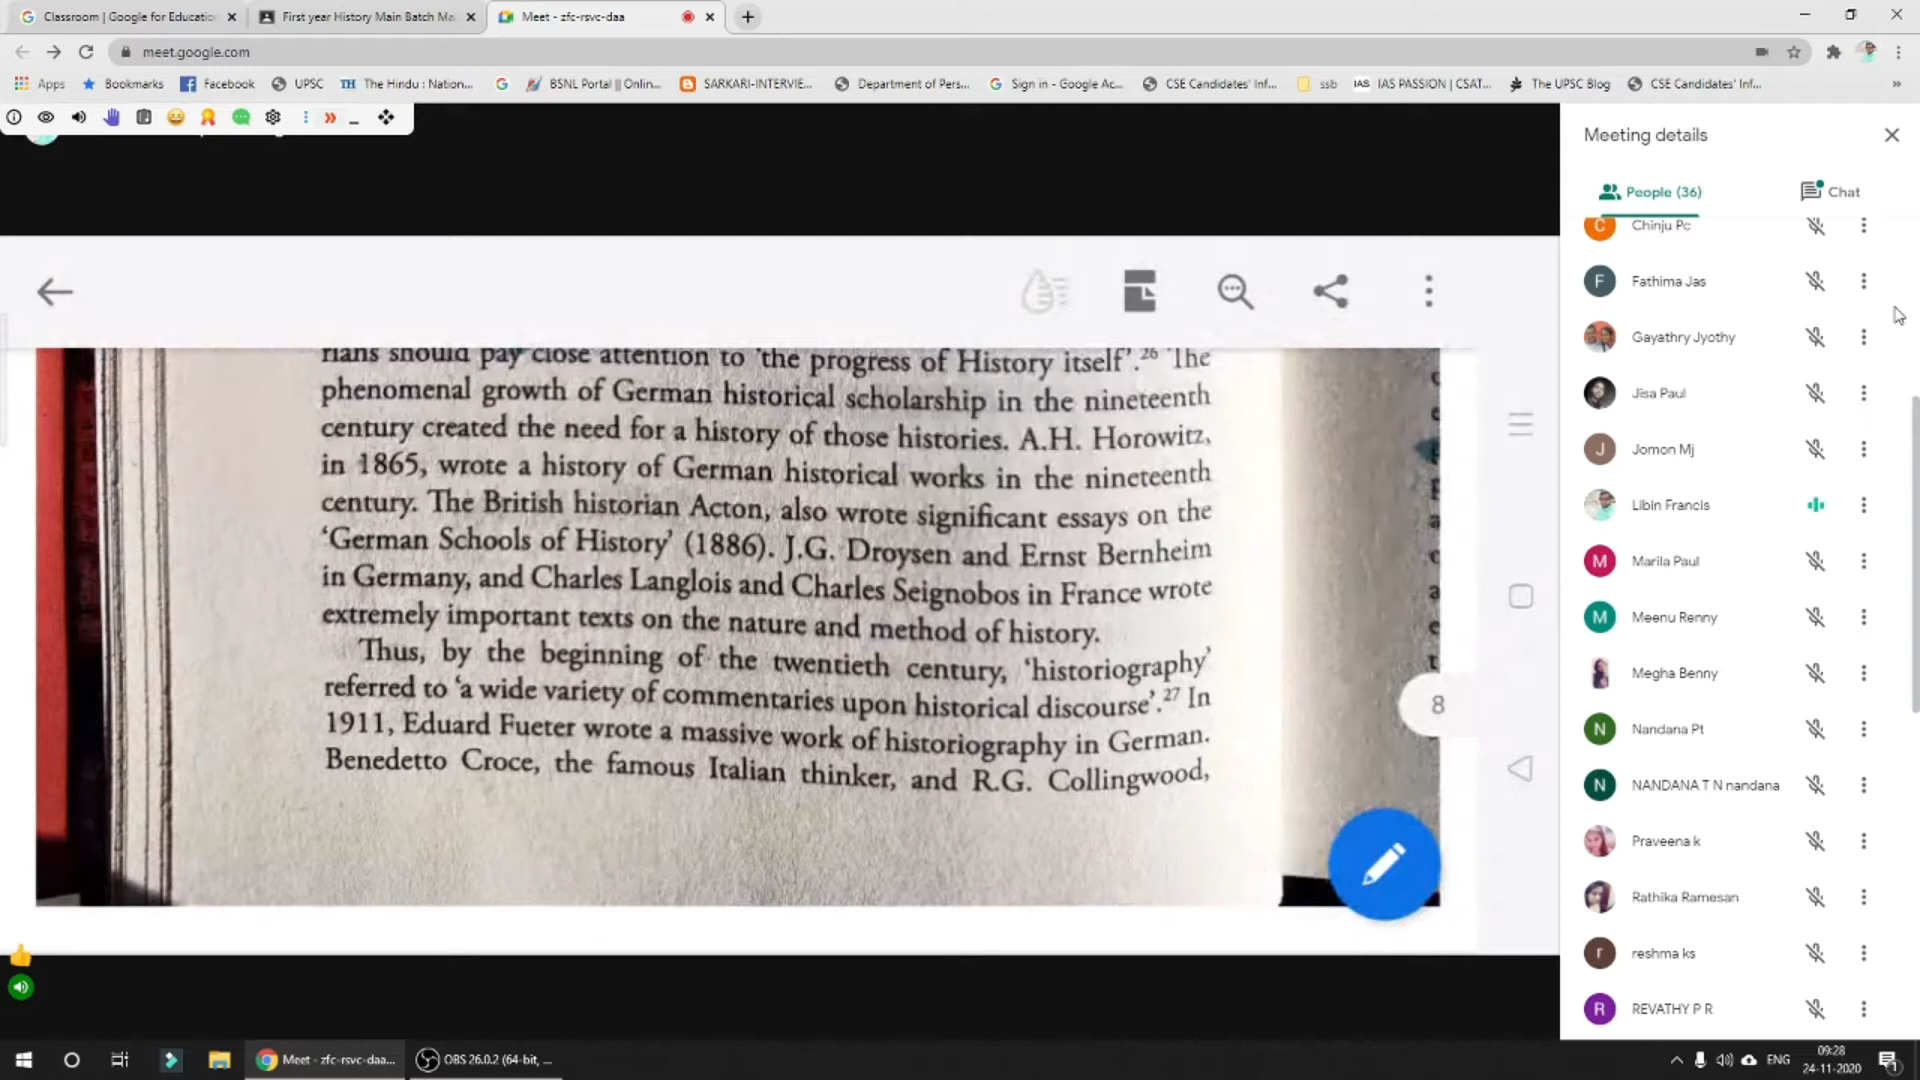 Classroom | Google for Educatio
First year History Main Batch Ma
Meet - zfc-rsvc-daa
meet.google.com
Apps
Bookmarks
Facebook
UPSC
TH The Hindu : Nation...
BSNL Portal || Onlin...
SARKARI-INTERVIE...
Department of Pers...
Sign in - Google Ac...
CSE Candidates' Inf...
ssb
IAS IAS PASSION | CSAT...
The UPSC Blog
CSE Candidates' Inf...
rians should pay close attention to 'the progress of History itself'.26 The
phenomenal growth of German historical scholarship in the nineteenth
century created the need for a history of those histories. A.H. Horowitz,
in 1865, wrote a history of German historical works in the nineteenth
century. The British historian Acton, also wrote significant essays on the
'German Schools of History' (1886). J.G. Droysen and Ernst Bernheim
in Germany, and Charles Langlois and Charles Seignobos in France wrote
extremely important texts on the nature and method of history.
Thus, by the beginning of the twentieth century, 'historiography'
referred to 'a wide variety of commentaries upon historical discourse'.27 In
1911, Eduard Fueter wrote a massive work of historiography in German.
Benedetto Croce, the famous Italian thinker, and R.G. Collingwood,
8
Meeting details
People (36)
Chat
C Chinju Pc
F Fathima Jas
Gayathry Jyothy
Jisa Paul
J Jomon Mj
Libin Francis
M Marila Paul
M Meenu Renny
Megha Benny
N Nandana Pt
N NANDANA T N nandana
Praveena k
Rathika Ramesan
r reshma ks
R REVATHY P R
Meet - zfc-rsvc-daa...
OBS 26.0.2 (64-bit, ...
ENG
09:28
24-11-2020
1